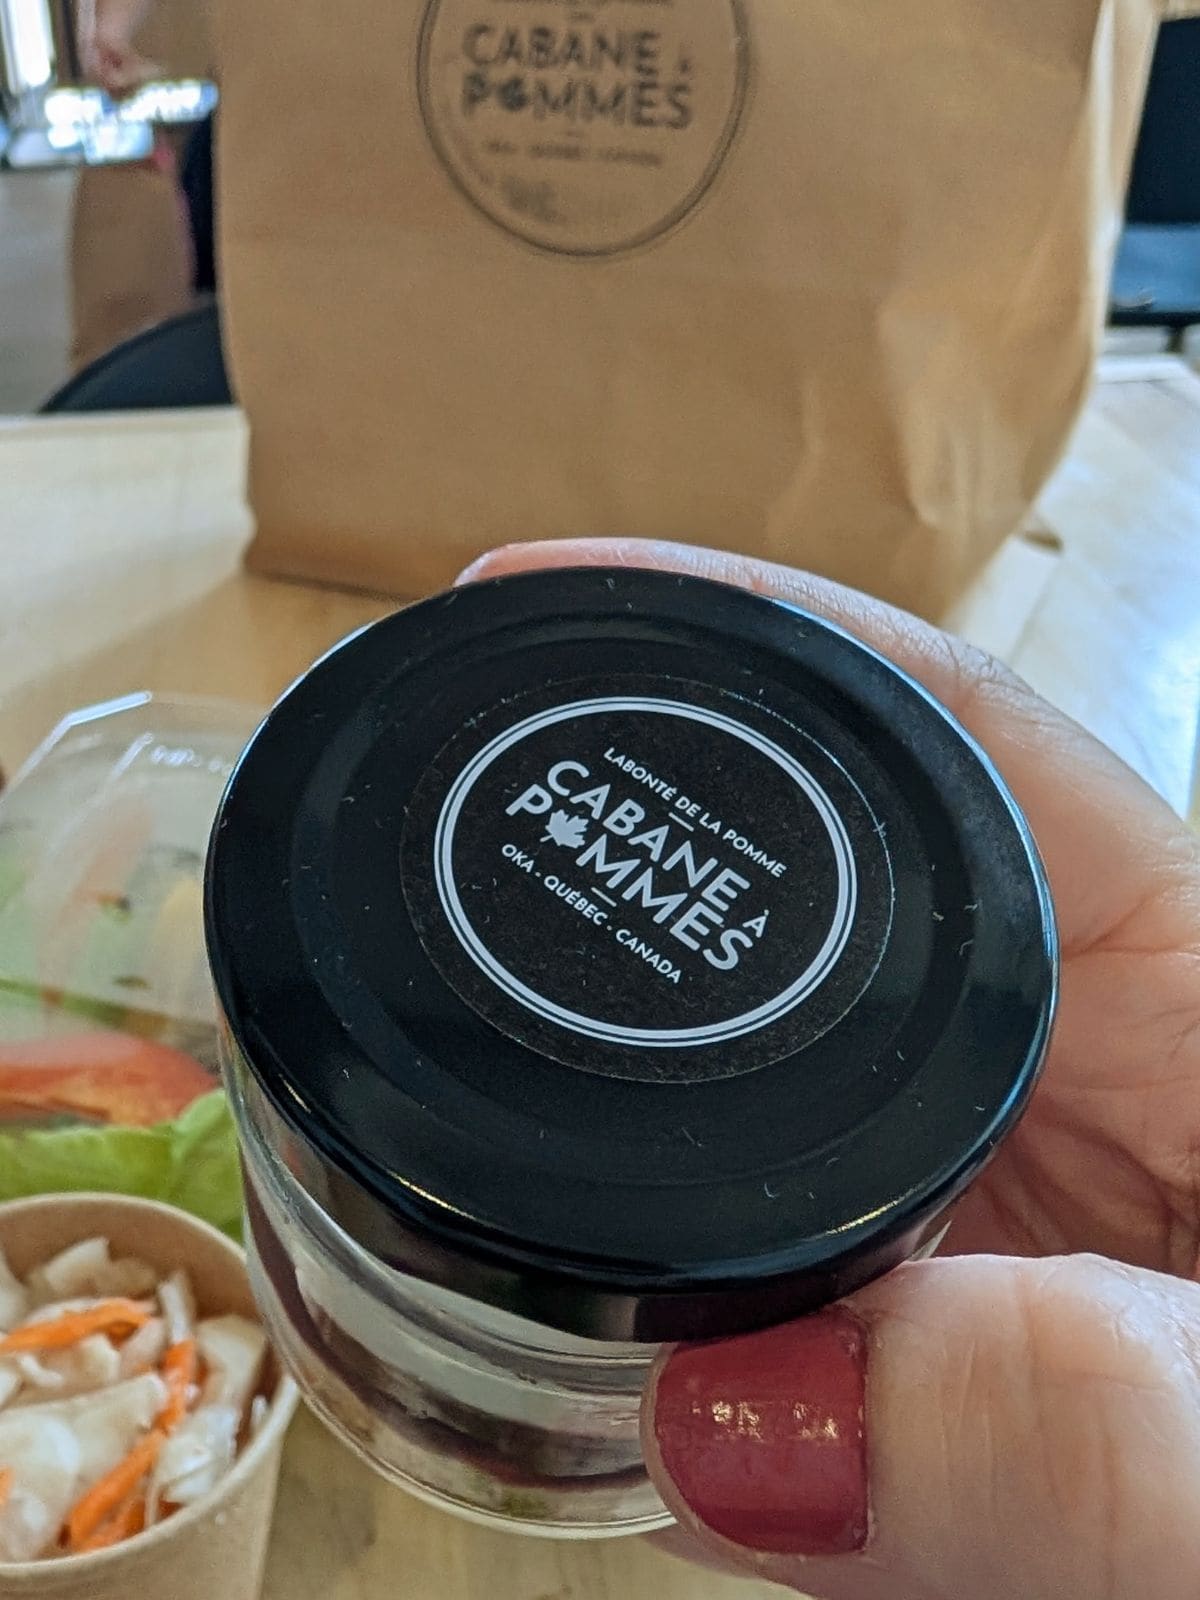 CABANE À
POMMES
LABONTÉ DE LA POMME
CABANE À
POMMES
OKA - QUÉBEC - CANADA